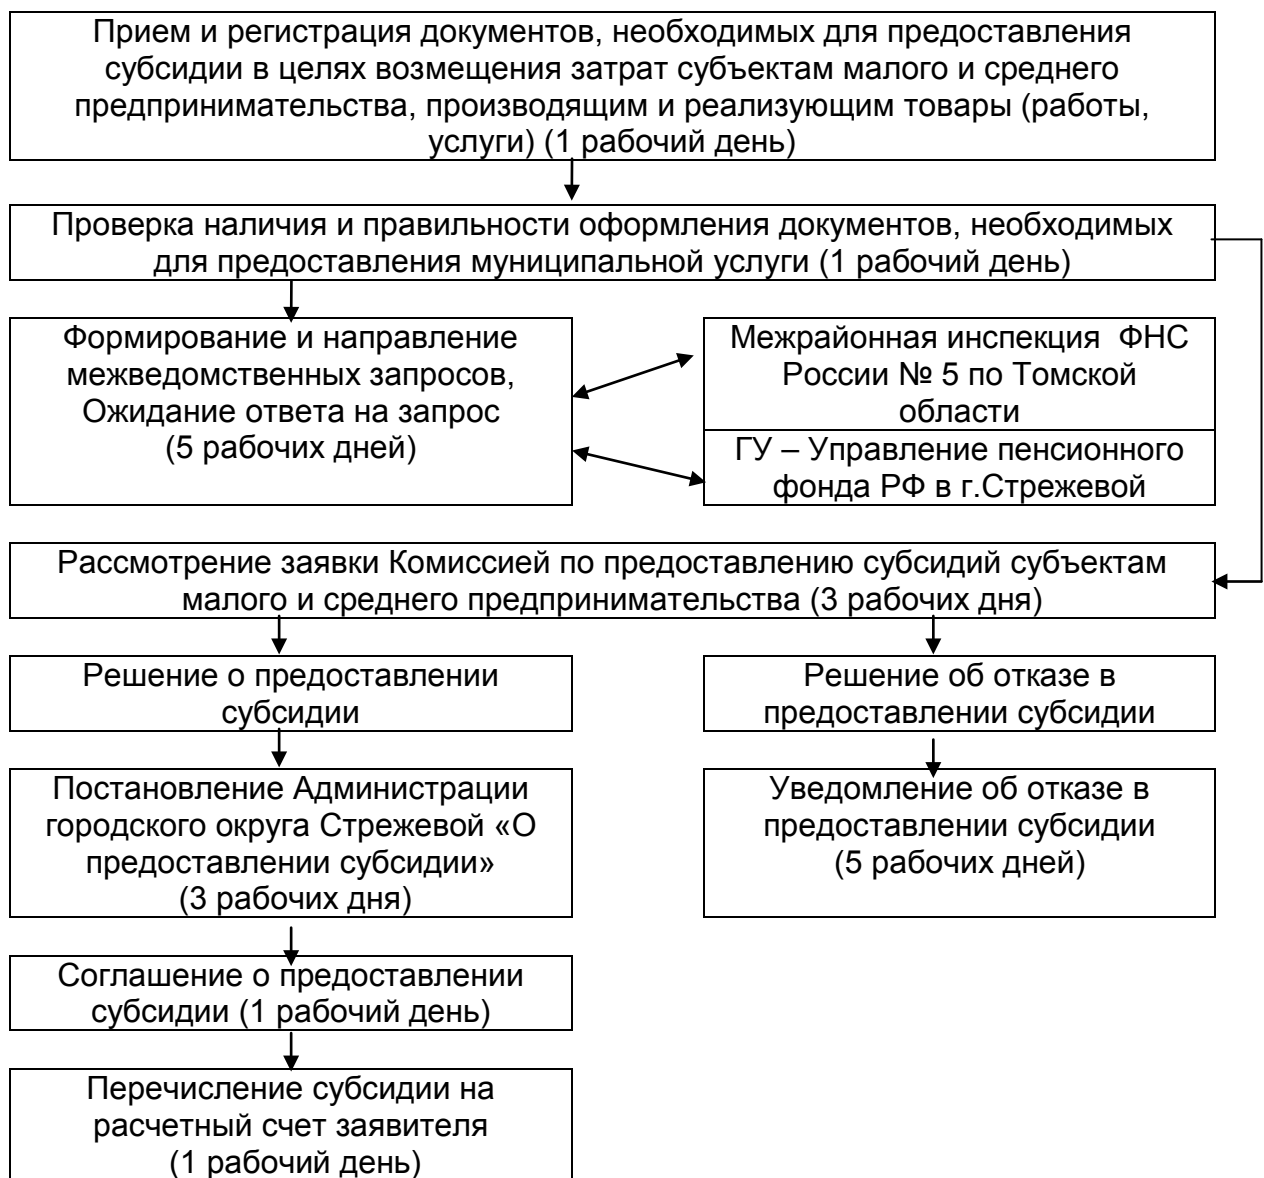 Прием и регистрация документов, необходимых для предоставления
субсидии в целях возмещения затрат субъектам малого и среднего
предпринимательства, производящим и реализующим товары (работы,
услуги) (1 рабочий день)
Проверка наличия и правильности оформления документов, необходимых
для предоставления муниципальной услуги (1 рабочий день)
Формирование и направление
межведомственных запросов,
Ожидание ответа на запрос
(5 рабочих дней)
Межрайонная инспекция ФНС
России № 5 по Томской
области
ГУ – Управление пенсионного
фонда РФ в г.Стрежевой
Рассмотрение заявки Комиссией по предоставлению субсидий субъектам
малого и среднего предпринимательства (3 рабочих дня)
Решение о предоставлении
субсидии
Решение об отказе в
предоставлении субсидии
Постановление Администрации
городского округа Стрежевой «О
предоставлении субсидии»
(3 рабочих дня)
Уведомление об отказе в
предоставлении субсидии
(5 рабочих дней)
Соглашение о предоставлении
субсидии (1 рабочий день)
Перечисление субсидии на
расчетный счет заявителя
(1 рабочий день)